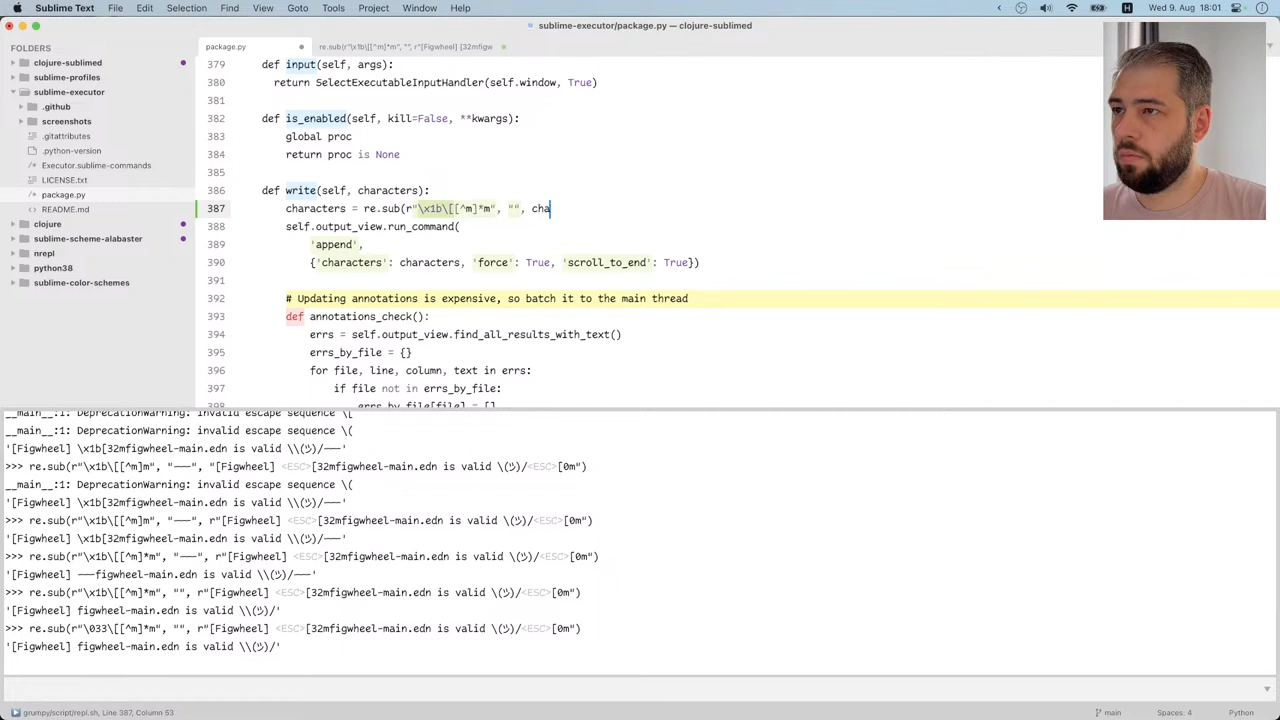 Sublime Text File Edit Selection Find View Goto Tools Project Window Help Wed 9. Aug 18:01
sublime-executor/package.py — clojure-sublimed
FOLDERS
clojure-sublimed
sublime-profiles
sublime-executor
.github
screenshots
.gitattributes
.python-version
Executor.sublime-commands
LICENSE.txt
package.py
README.md
clojure
sublime-scheme-alabaster
nrepl
python38
sublime-color-schemes
package.py re.sub(r"\x1b\[[^m]*m", "", r"[Figwheel] [32mfigw
379 def input(self, args):
380 return SelectExecutableInputHandler(self.window, True)
381
382 def is_enabled(self, kill=False, **kwargs):
383 global proc
384 return proc is None
385
386 def write(self, characters):
387 characters = re.sub(r"\x1b\[[^m]*m", "", cha
388 self.output_view.run_command(
389 'append',
390 {'characters': characters, 'force': True, 'scroll_to_end': True})
391
392 # Updating annotations is expensive, so batch it to the main thread
393 def annotations_check():
394 errs = self.output_view.find_all_results_with_text()
395 errs_by_file = {}
396 for file, line, column, text in errs:
397 if file not in errs_by_file:
398 errs_by_file[file] = []
__main__:1: DeprecationWarning: invalid escape sequence \[
__main__:1: DeprecationWarning: invalid escape sequence \(
'[Figwheel] \x1b[32mfigwheel-main.edn is valid \\(ツ)/———'
>>> re.sub(r"\x1b\[[^m]m", "———", "[Figwheel] <ESC>[32mfigwheel-main.edn is valid \(ツ)/<ESC>[0m")
__main__:1: DeprecationWarning: invalid escape sequence \(
'[Figwheel] \x1b[32mfigwheel-main.edn is valid \\(ツ)/———'
>>> re.sub(r"\x1b\[[^m]m", "———", r"[Figwheel] <ESC>[32mfigwheel-main.edn is valid \(ツ)/<ESC>[0m")
'[Figwheel] \x1b[32mfigwheel-main.edn is valid \\(ツ)/———'
>>> re.sub(r"\x1b\[[^m]*m", "———", r"[Figwheel] <ESC>[32mfigwheel-main.edn is valid \(ツ)/<ESC>[0m")
'[Figwheel] ———figwheel-main.edn is valid \\(ツ)/———'
>>> re.sub(r"\x1b\[[^m]*m", "", r"[Figwheel] <ESC>[32mfigwheel-main.edn is valid \(ツ)/<ESC>[0m")
'[Figwheel] figwheel-main.edn is valid \\(ツ)/'
>>> re.sub(r"\033\[[^m]*m", "", r"[Figwheel] <ESC>[32mfigwheel-main.edn is valid \(ツ)/<ESC>[0m")
'[Figwheel] figwheel-main.edn is valid \\(ツ)/'
grumpy/script/repl.sh, Line 387, Column 53 main Spaces: 4 Python